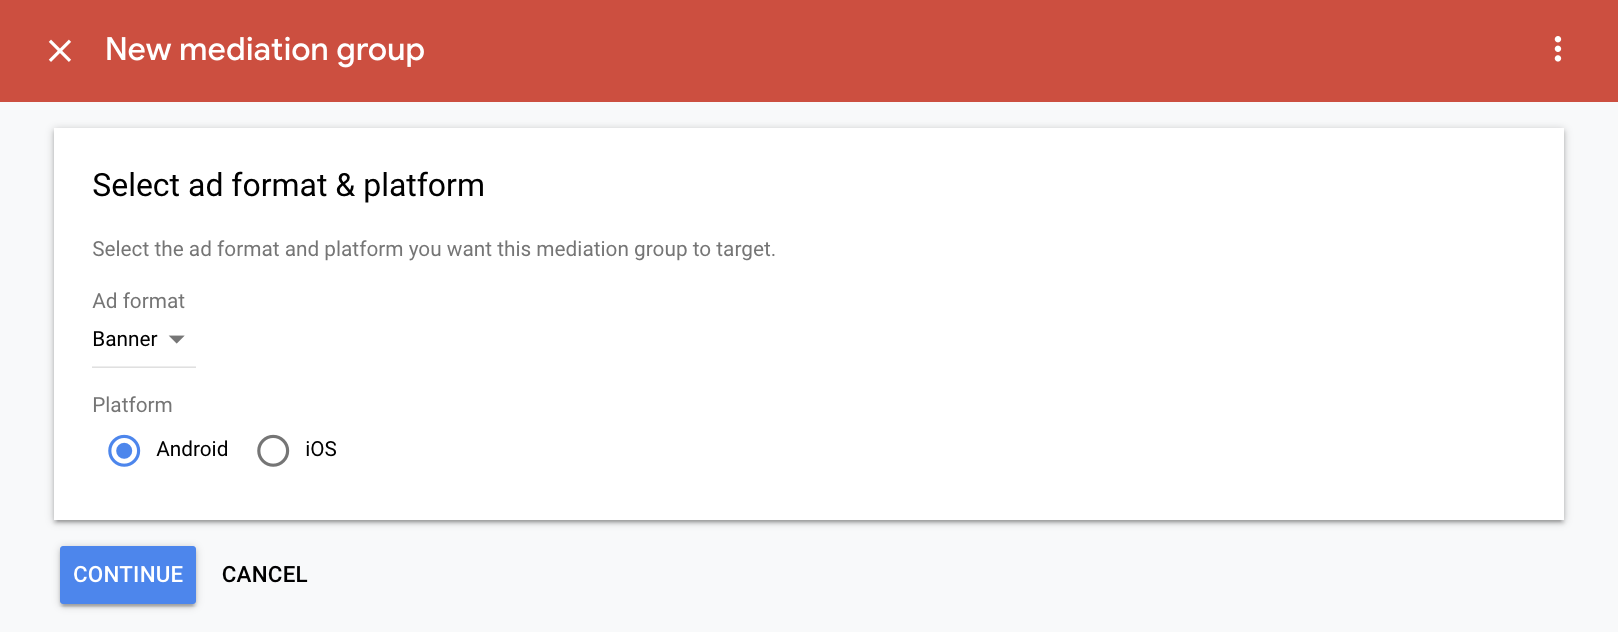 New mediation group
Select ad format & platform
Select the ad format and platform you want this mediation group to target.
Ad format
Banner
Platform
Android iOS
CONTINUE CANCEL